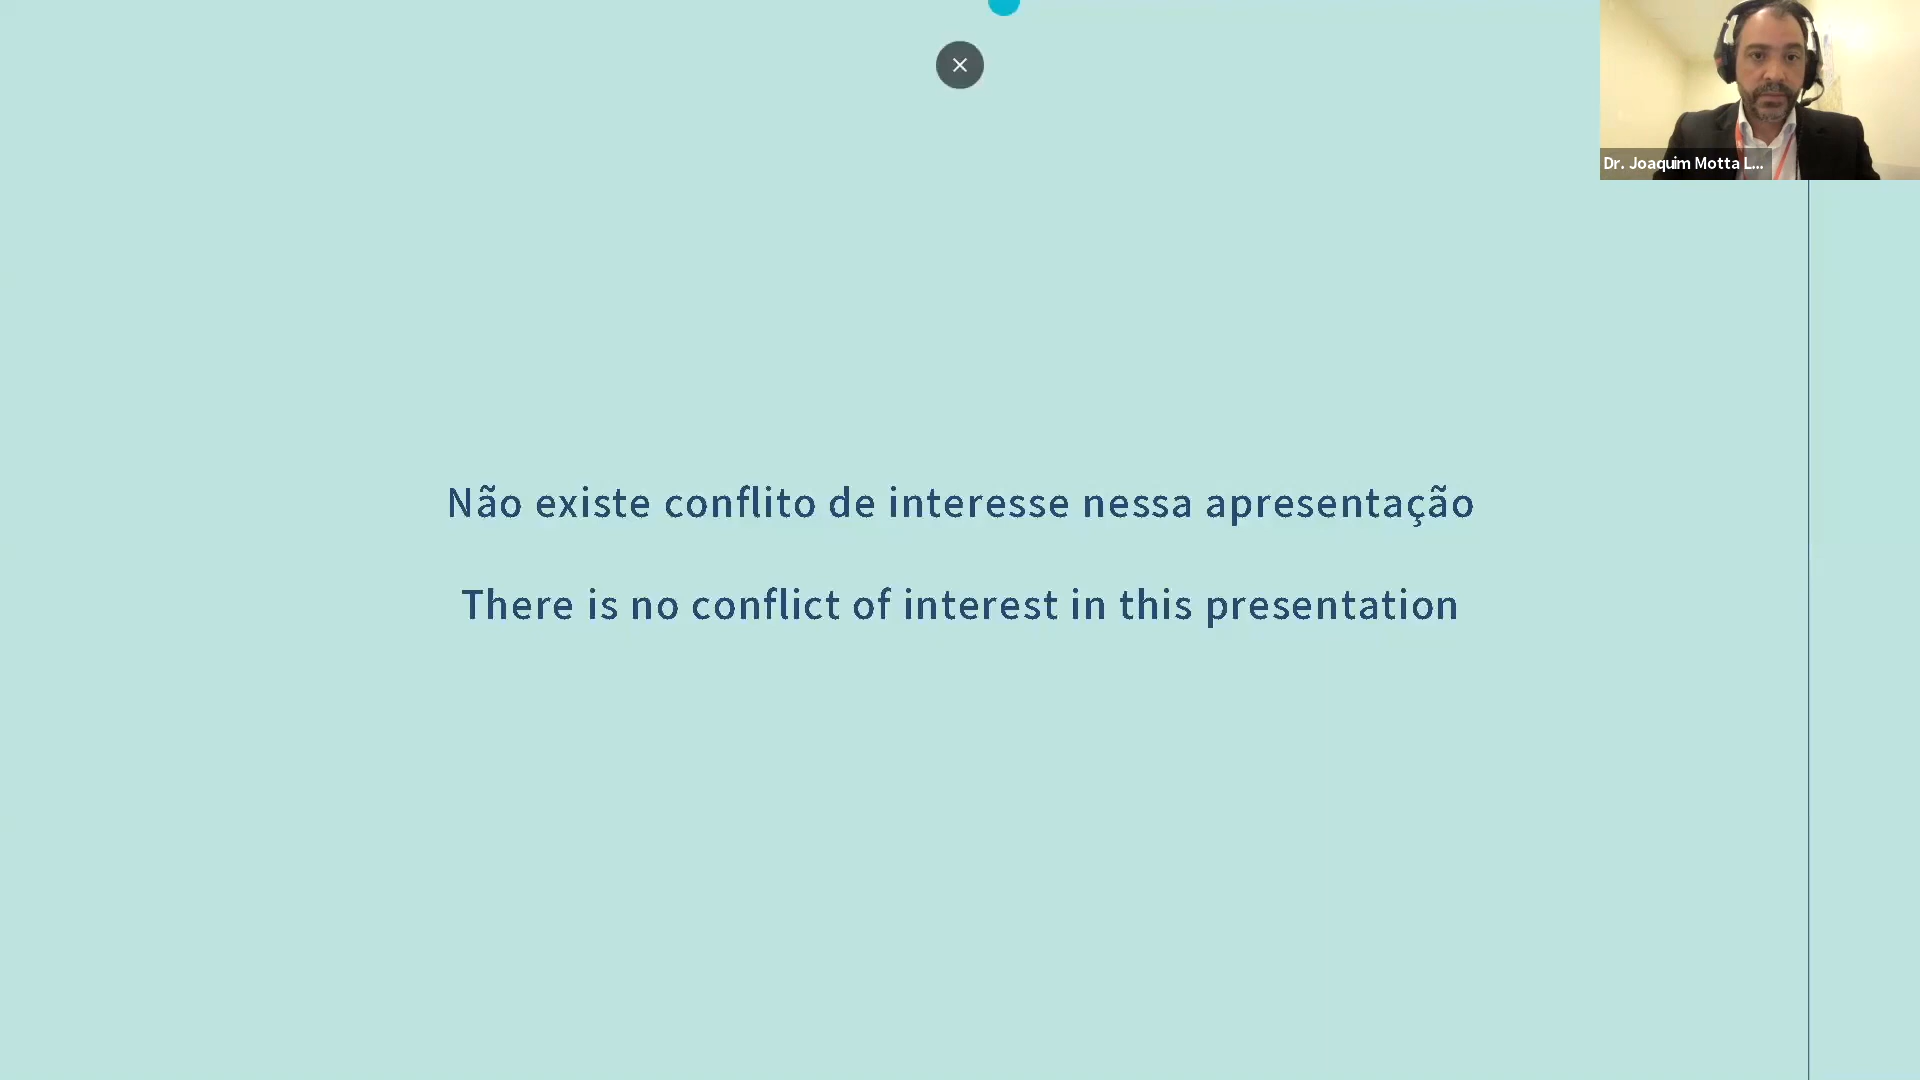 Dr. Joaquim Motta L...
Não existe conflito de interesse nessa apresentação
There is no conflict of interest in this presentation